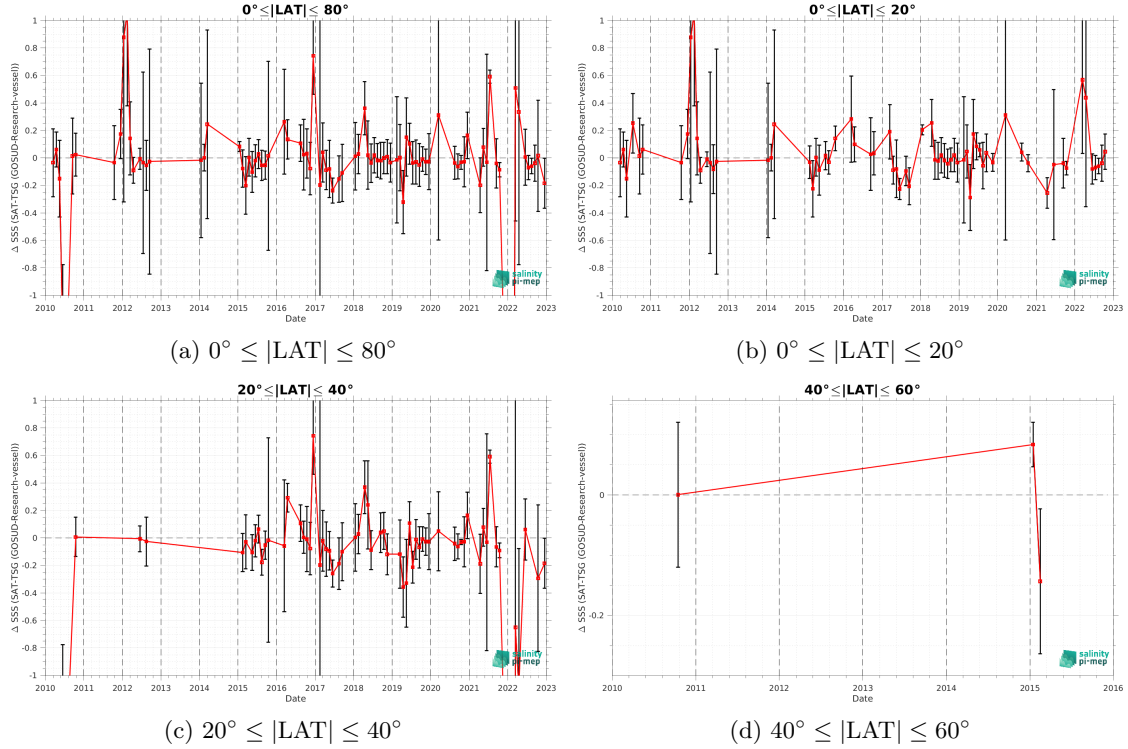 0°≤|LAT|≤ 80°
Δ SSS (SAT-TSG (GOSUD-Research-vessel))
1
0.8
0.6
0.4
0.2
0
-0.2
-0.4
-0.6
-0.8
-1
2010 2011 2012 2013 2014 2015 2016 2017 2018 2019 2020 2021 2022 2023
Date
salinity
pi-mep
(a) 0° ≤ |LAT| ≤ 80°
0°≤|LAT|≤ 20°
Δ SSS (SAT-TSG (GOSUD-Research-vessel))
1
0.8
0.6
0.4
0.2
0
-0.2
-0.4
-0.6
-0.8
-1
2010 2011 2012 2013 2014 2015 2016 2017 2018 2019 2020 2021 2022 2023
Date
salinity
pi-mep
(b) 0° ≤ |LAT| ≤ 20°
20°≤|LAT|≤ 40°
Δ SSS (SAT-TSG (GOSUD-Research-vessel))
1
0.8
0.6
0.4
0.2
0
-0.2
-0.4
-0.6
-0.8
-1
2010 2011 2012 2013 2014 2015 2016 2017 2018 2019 2020 2021 2022 2023
Date
salinity
pi-mep
(c) 20° ≤ |LAT| ≤ 40°
40°≤|LAT|≤ 60°
Δ SSS (SAT-TSG (GOSUD-Research-vessel))
0
-0.2
2010 2011 2012 2013 2014 2015 2016
Date
salinity
pi-mep
(d) 40° ≤ |LAT| ≤ 60°